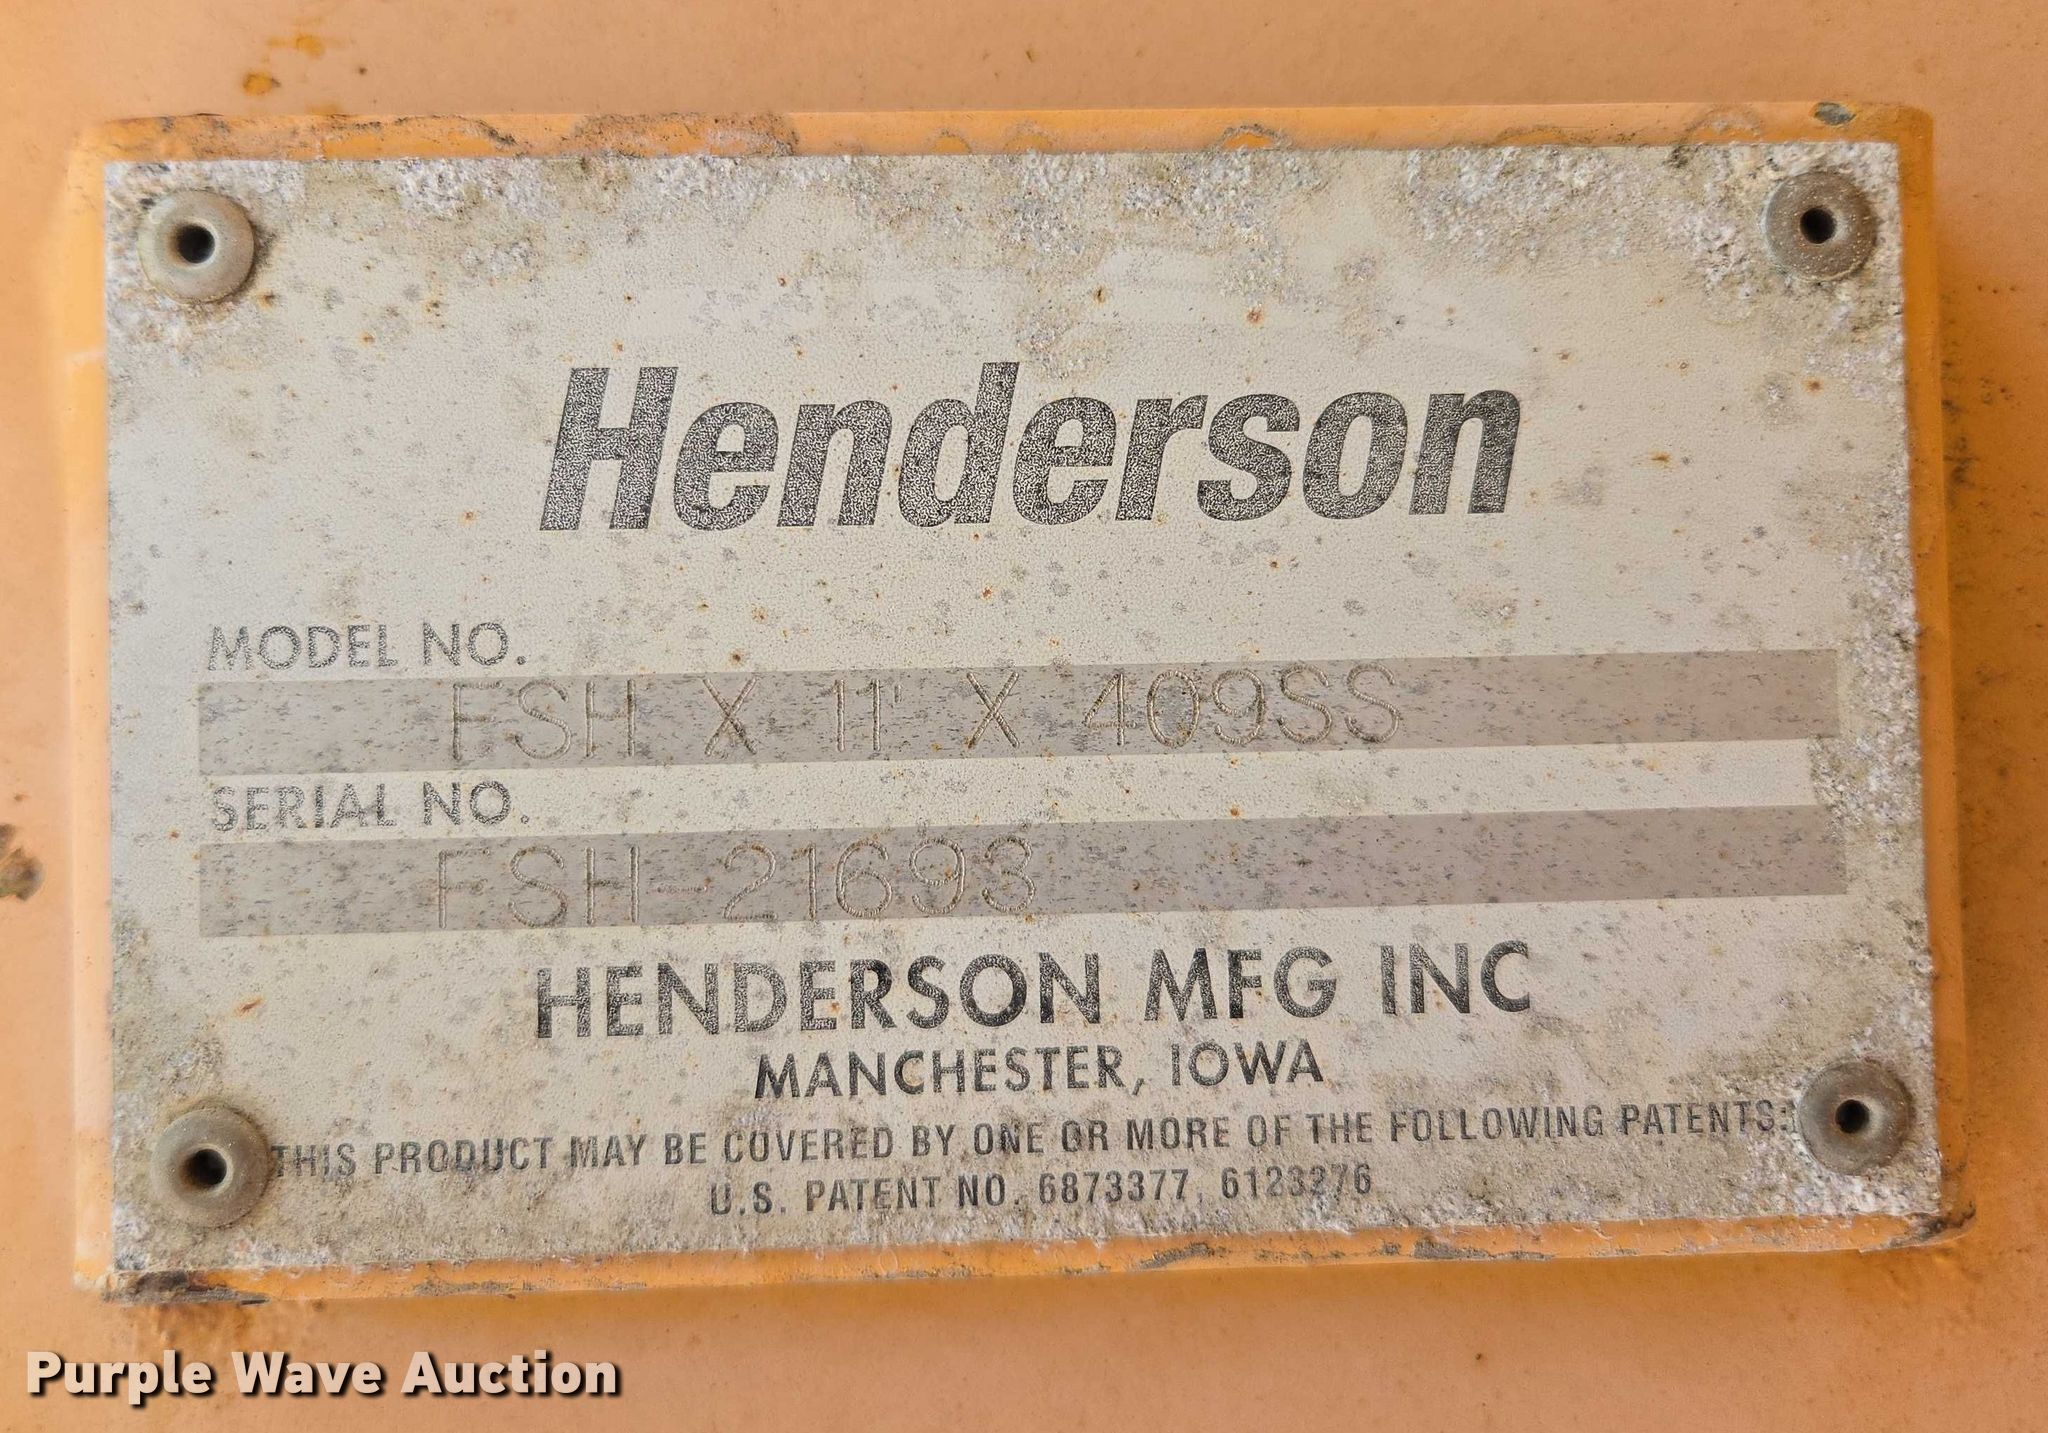 Henderson
MODEL NO.
FSH X 11' X 409SS
SERIAL NO.
FSH-21693
HENDERSON MFG INC
MANCHESTER, IOWA
THIS PRODUCT MAY BE COVERED BY ONE OR MORE OF THE FOLLOWING PATENTS:
U.S. PATENT NO. 6873377, 6123276
Purple Wave Auction